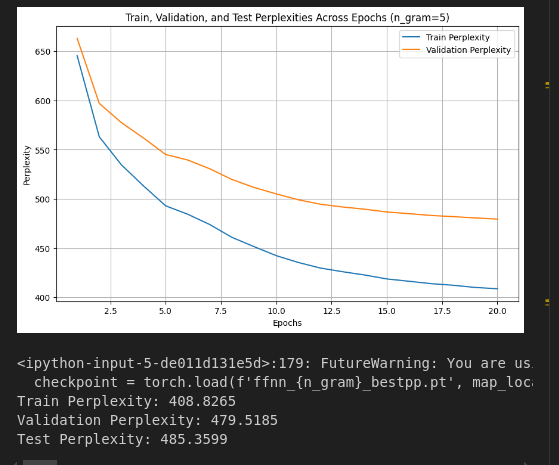 Train, Validation, and Test Perplexities Across Epochs (n_gram=5)
Train Perplexity
Validation Perplexity
650
600
550
500
450
400
Perplexity
2.5 5.0 7.5 10.0 12.5 15.0 17.5 20.0
Epochs
<ipython-input-5-de011d131e5d>:179: FutureWarning: You are us
checkpoint = torch.load(f'ffnn_{n_gram}_bestpp.pt', map_loc
Train Perplexity: 408.8265
Validation Perplexity: 479.5185
Test Perplexity: 485.3599